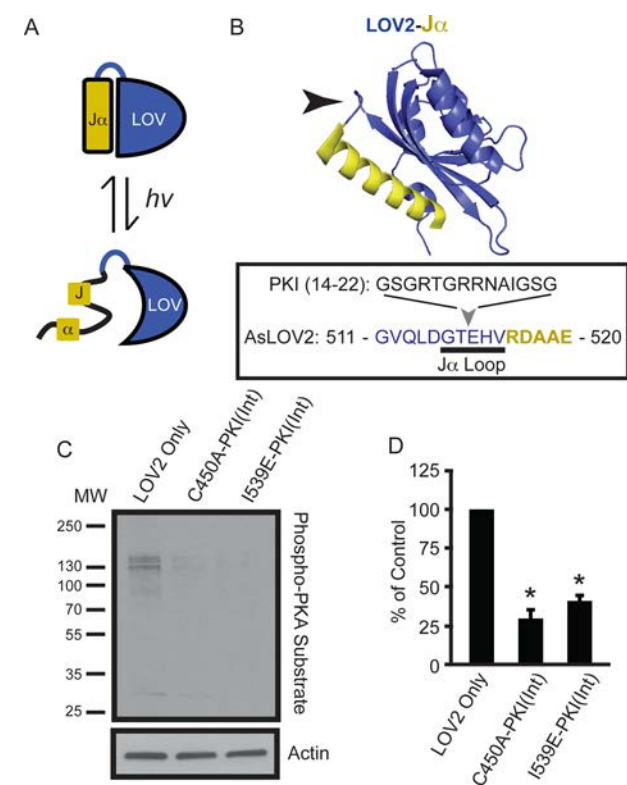 A
Jα
LOV
hν
J
α
LOV
B
LOV2-Jα
PKI (14-22): GSGRTGRRNAIGSG
AsLOV2: 511 - GVQLDGTEHVRDAAE - 520
Jα Loop
C
MW
LOV2 Only
C450A-PKI(Int)
I539E-PKI(Int)
250
130
100
70
55
35
25
Phospho-PKA Substrate
Actin
D
% of Control
125
100
75
50
25
0
*
*
LOV2 Only
C450A-PKI(Int)
I539E-PKI(Int)